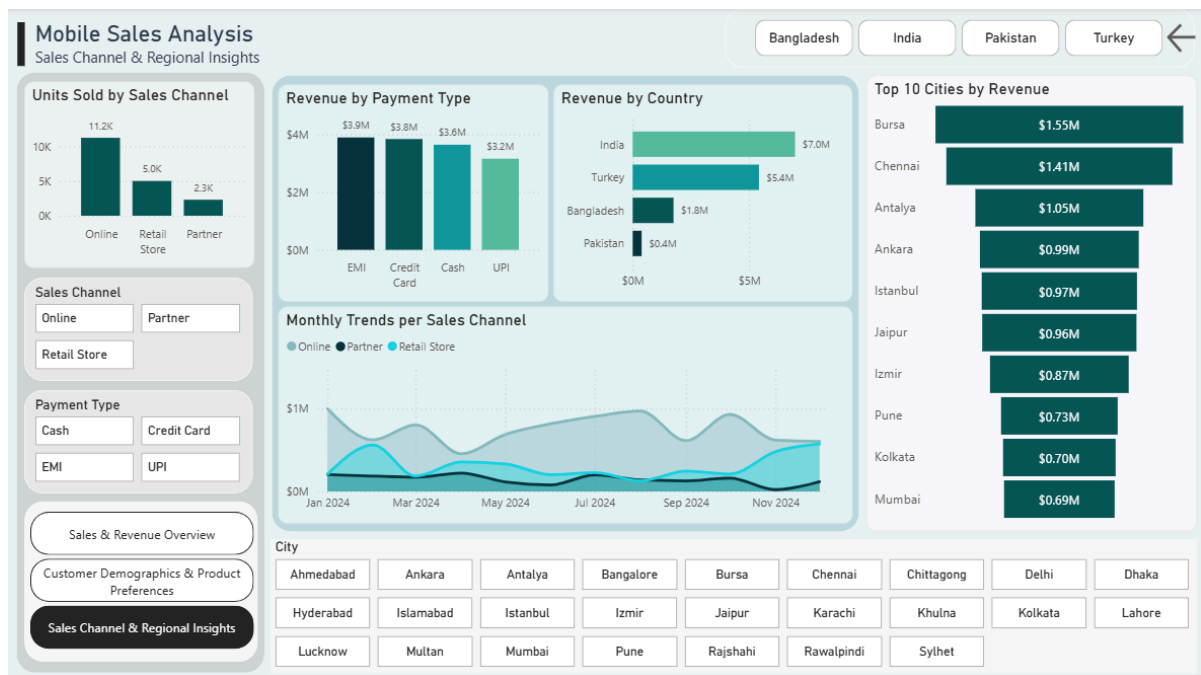 Mobile Sales Analysis
Sales Channel & Regional Insights
Bangladesh
India
Pakistan
Turkey
Units Sold by Sales Channel
11.2K
10K
5.0K
5K
2.3K
0K
Online
Retail
Store
Partner
Sales Channel
Online
Partner
Retail Store
Payment Type
Cash
Credit Card
EMI
UPI
Sales & Revenue Overview
Customer Demographics & Product
Preferences
Sales Channel & Regional Insights
Revenue by Payment Type
$3.9M
$3.8M
$3.6M
$3.2M
$4M
$2M
$0M
EMI
Credit
Card
Cash
UPI
Revenue by Country
India
$7.0M
Turkey
$5.4M
Bangladesh
$1.8M
Pakistan
$0.4M
$0M
$5M
Monthly Trends per Sales Channel
Online Partner Retail Store
$1M
$0M
Jan 2024
Mar 2024
May 2024
Jul 2024
Sep 2024
Nov 2024
Top 10 Cities by Revenue
Bursa
$1.55M
Chennai
$1.41M
Antalya
$1.05M
Ankara
$0.99M
Istanbul
$0.97M
Jaipur
$0.96M
Izmir
$0.87M
Pune
$0.73M
Kolkata
$0.70M
Mumbai
$0.69M
City
Ahmedabad
Ankara
Antalya
Bangalore
Bursa
Chennai
Chittagong
Delhi
Dhaka
Hyderabad
Islamabad
Istanbul
Izmir
Jaipur
Karachi
Khulna
Kolkata
Lahore
Lucknow
Multan
Mumbai
Pune
Rajshahi
Rawalpindi
Sylhet